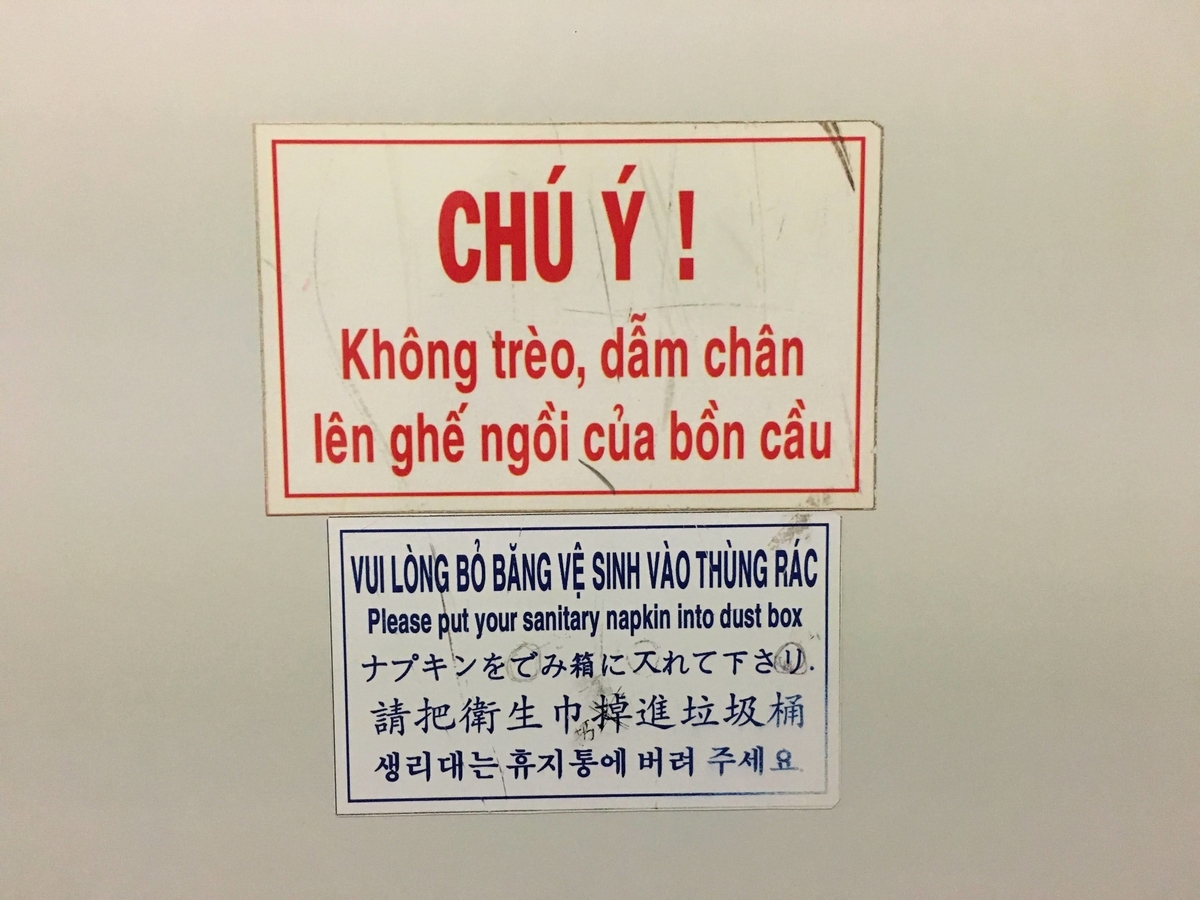 CHÚ Ý !
Không trèo, dẫm chân
lên ghế ngồi của bồn cầu
VUI LÒNG BỎ BĂNG VỆ SINH VÀO THÙNG RÁC
Please put your sanitary napkin into dust box
ナプキンをでみ箱に入れて下さり.
請把衛生巾掉進垃圾桶
생리대는 휴지통에 버려 주세요